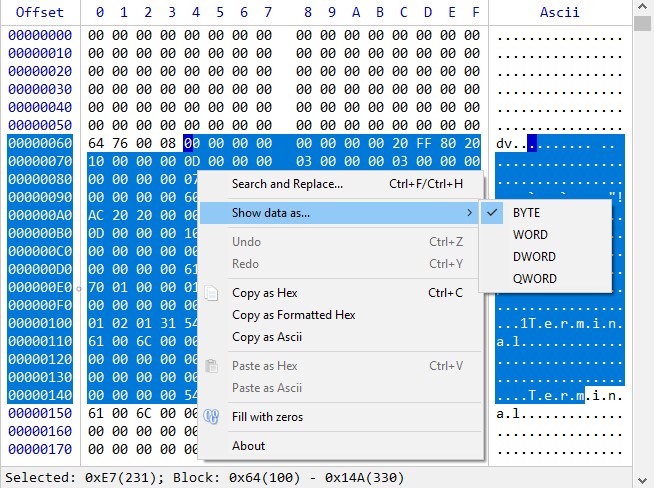 Offset 0 1 2 3 4 5 6 7 8 9 A B C D E F Ascii
00000000 00 00 00 00 00 00 00 00 00 00 00 00 00 00 00 00 ................
00000010 00 00 00 00 00 00 00 00 00 00 00 00 00 00 00 00 ................
00000020 00 00 00 00 00 00 00 00 00 00 00 00 00 00 00 00 ................
00000030 00 00 00 00 00 00 00 00 00 00 00 00 00 00 00 00 ................
00000040 00 00 00 00 00 00 00 00 00 00 00 00 00 00 00 00 ................
00000050 00 00 00 00 00 00 00 00 00 00 00 00 00 00 00 00 ................
00000060 64 76 00 08 00 00 00 00 00 00 00 00 20 FF 80 20 dv.......... ..
00000070 10 00 00 00 0D 00 00 00 03 00 00 00 03 00 00 00 ................
00000080 00 00 00 00 07
00000090 00 00 00 00 60 "!
000000A0 AC 20 20 00 00
000000B0 0D 00 00 00 10
000000C0 00 00 00 00 00
000000D0 00 00 00 00 61
000000E0 70 01 00 00 01
000000F0 00 00 00 00 00
00000100 01 02 01 31 54 ...1T.e.r.m.i.n.
00000110 61 00 6C 00 00 a.l.............
00000120 00 00 00 00 00 ................
00000130 00 00 00 00 00 ................
00000140 00 00 00 00 54 ....T.e.r.m.i.n.
00000150 61 00 6C 00 00 a.l.............
00000160 00 00 00 00 00 ................
00000170 00 00 00 00 00 ................
Search and Replace... Ctrl+F/Ctrl+H
Show data as...
Undo Ctrl+Z
Redo Ctrl+Y
Copy as Hex Ctrl+C
Copy as Formatted Hex
Copy as Ascii
Paste as Hex Ctrl+V
Paste as Ascii
Fill with zeros
About
BYTE
WORD
DWORD
QWORD
Selected: 0xE7(231); Block: 0x64(100) - 0x14A(330)